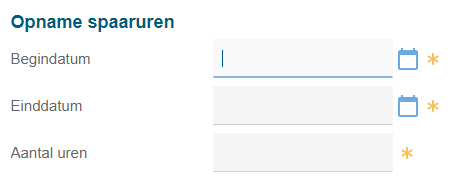 Opname spaaruren
Begindatum
Einddatum
Aantal uren